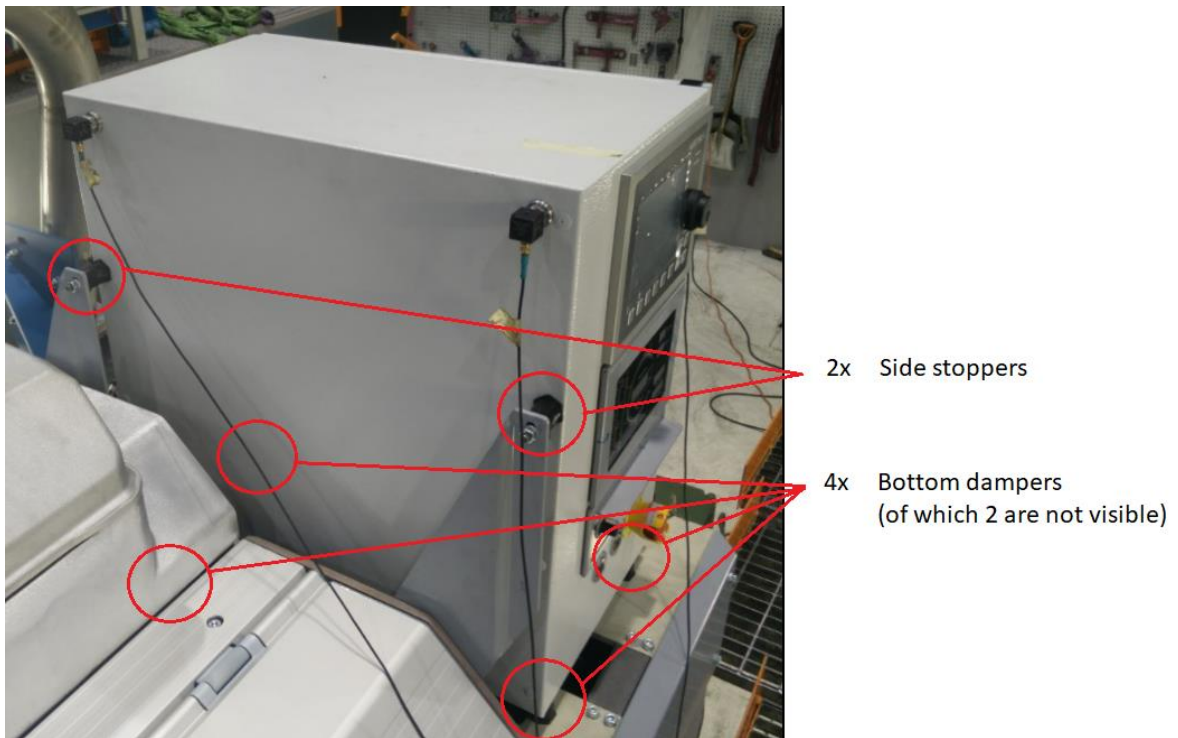 2x Side stoppers
4x Bottom dampers
(of which 2 are not visible)